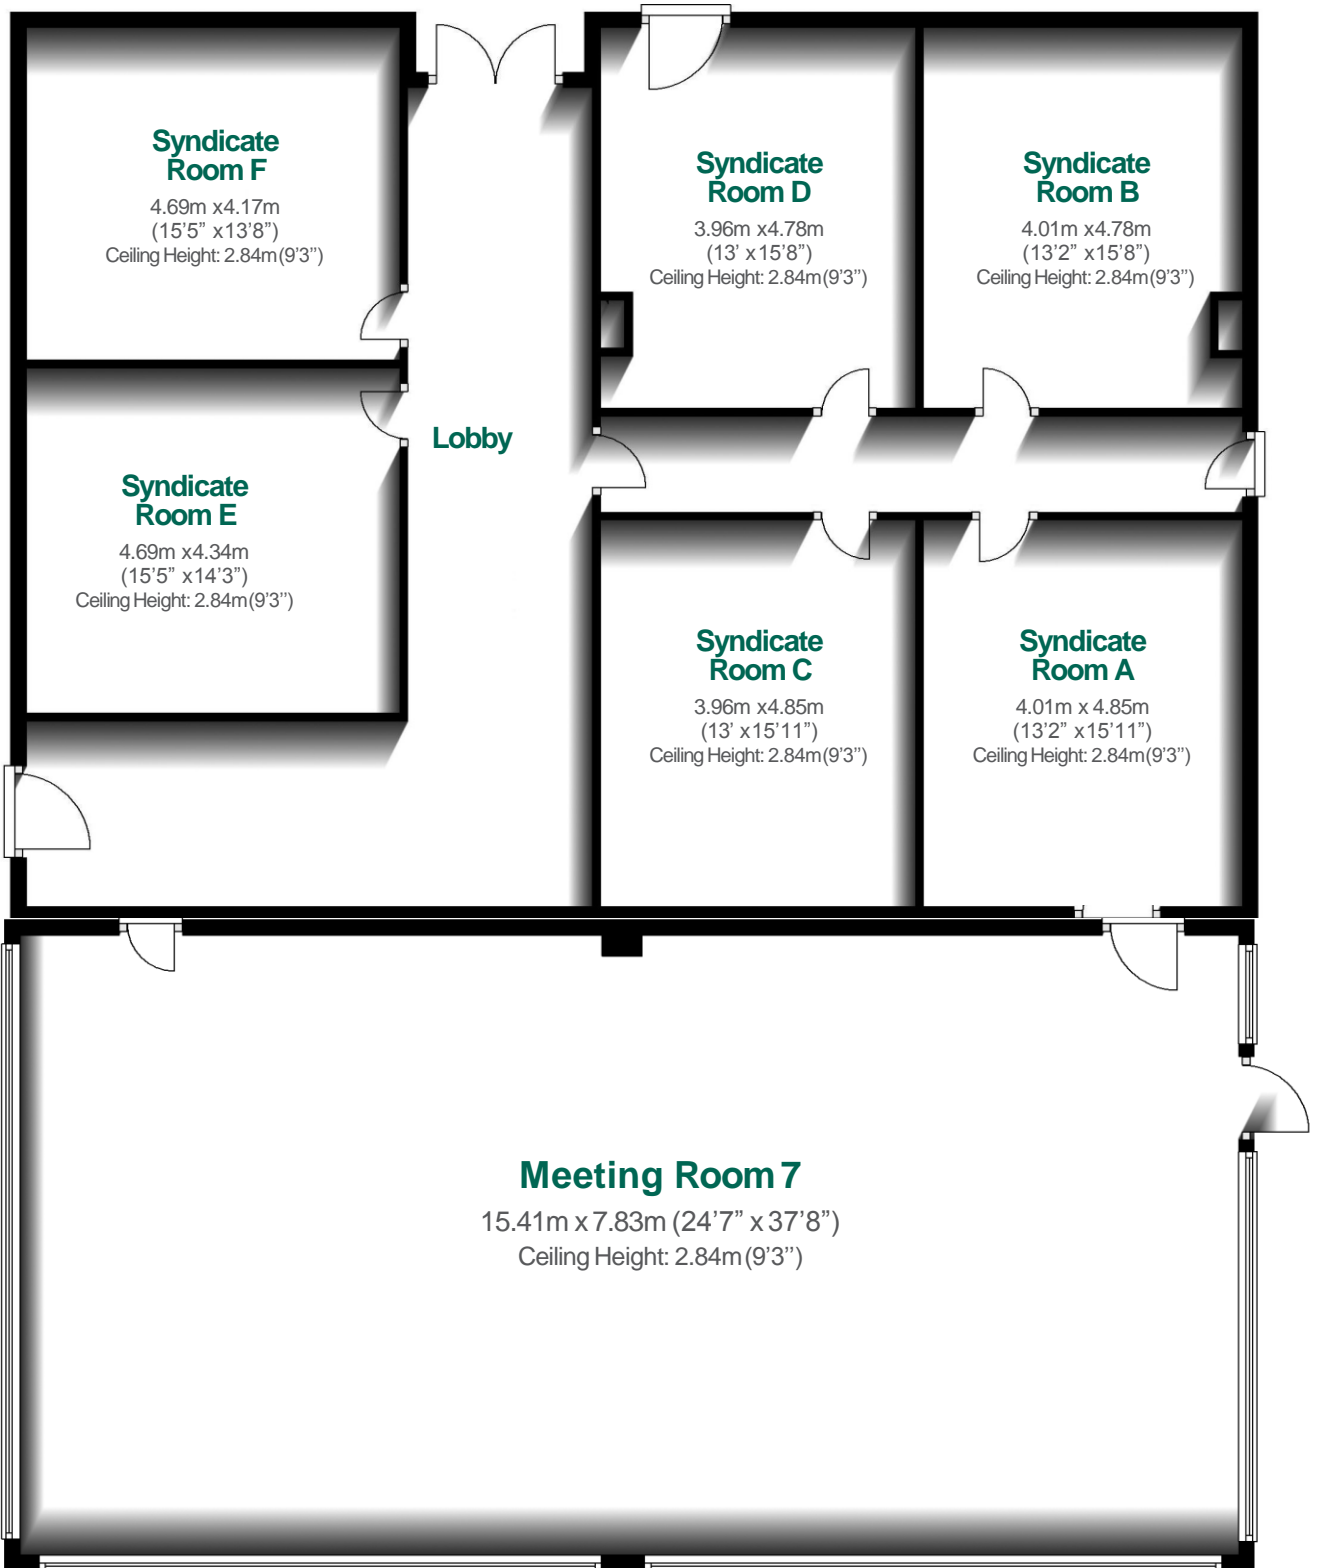 Syndicate
Room F
4.69m x4.17m
(15'5” x13'8”)
Ceiling Height: 2.84m(9'3’’)
Syndicate
Room D
3.96m x4.78m
(13' x15'8”)
Ceiling Height: 2.84m(9'3’’)
Syndicate
Room B
4.01m x4.78m
(13'2” x15'8”)
Ceiling Height: 2.84m(9'3’’)
Lobby
Syndicate
Room E
4.69m x4.34m
(15'5” x14'3”)
Ceiling Height: 2.84m(9'3’’)
Syndicate
Room C
3.96m x4.85m
(13' x15'11”)
Ceiling Height: 2.84m(9'3’’)
Syndicate
Room A
4.01m x 4.85m
(13'2” x15'11”)
Ceiling Height: 2.84m(9'3’’)
Meeting Room 7
15.41m x 7.83m (24'7” x 37'8”)
Ceiling Height: 2.84m(9'3’’)